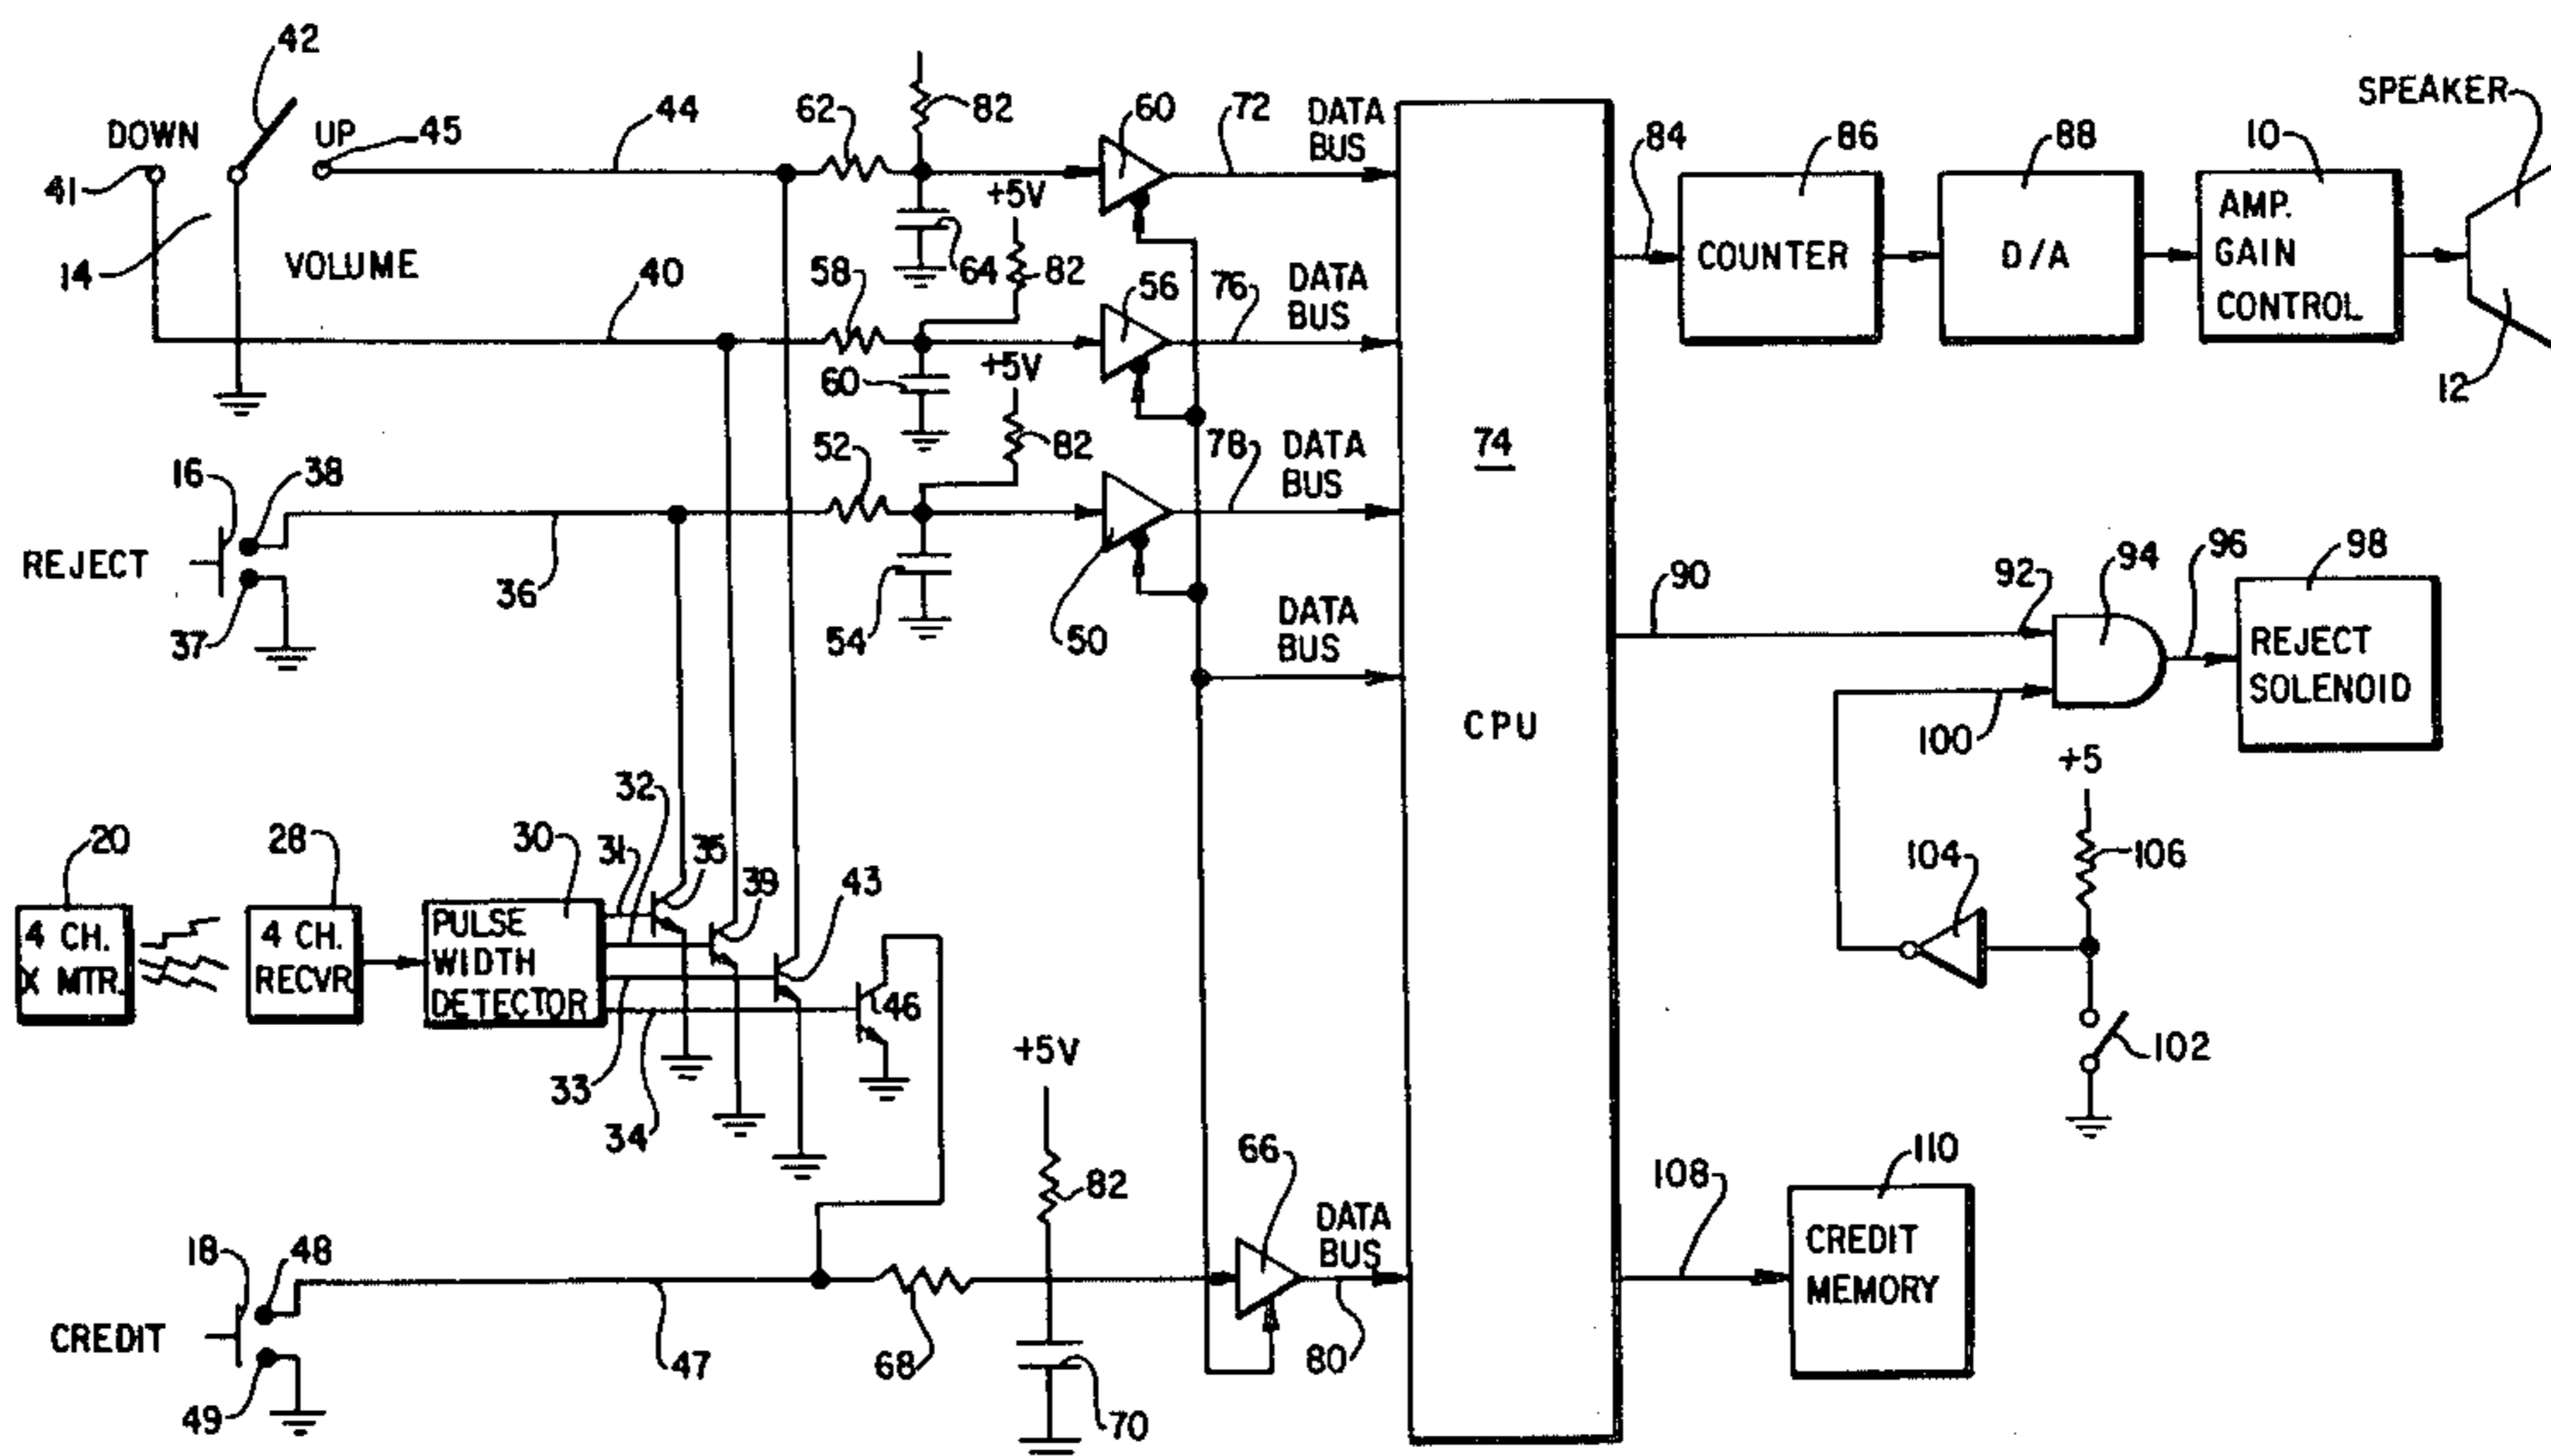 42
DOWN
UP
45
41
14
VOLUME
44
62
82
60
72
DATA
BUS
+5V
64
82
40
58
56
76
DATA
BUS
60
+5V
82
16
38
REJECT
37
36
52
54
50
78
DATA
BUS
DATA
BUS
74
CPU
84
86
COUNTER
88
D/A
10
AMP.
GAIN
CONTROL
SPEAKER
12
90
92
94
96
98
REJECT
SOLENOID
100
+5
106
104
102
20
4 CH.
X MTR.
28
4 CH.
RECVR
30
PULSE
WIDTH
DETECTOR
32
31
35
39
43
46
33
34
+5V
82
66
DATA
BUS
80
18
48
CREDIT
49
47
68
70
108
110
CREDIT
MEMORY